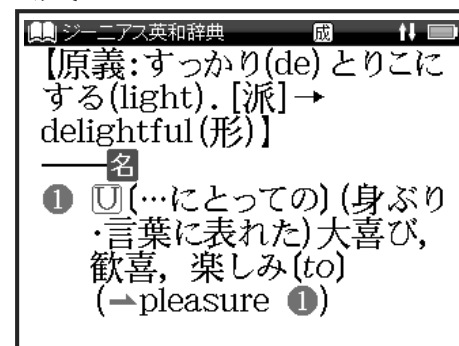 ジーニアス英和辞典 成
【原義:すっかり(de)とりこに
する(light). [派]→
delightful(形)】
――名
❶ U(…にとっての)(身ぶり
・言葉に表れた)大喜び,
歓喜, 楽しみ(to)
(→pleasure ❶)